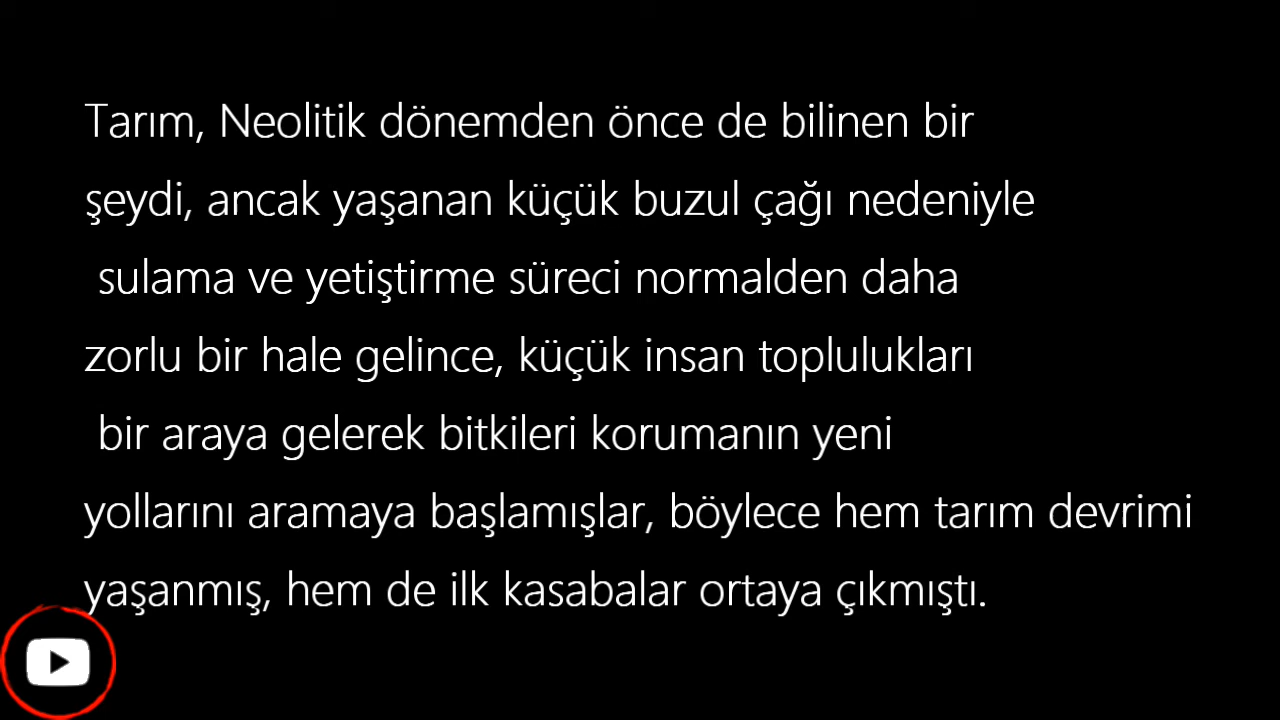 Tarım, Neolitik dönemden önce de bilinen bir
şeydi, ancak yaşanan küçük buzul çağı nedeniyle
sulama ve yetiştirme süreci normalden daha
zorlu bir hale gelince, küçük insan toplulukları
bir araya gelerek bitkileri korumanın yeni
yollarını aramaya başlamışlar, böylece hem tarım devrimi
yaşanmış, hem de ilk kasabalar ortaya çıkmıştı.